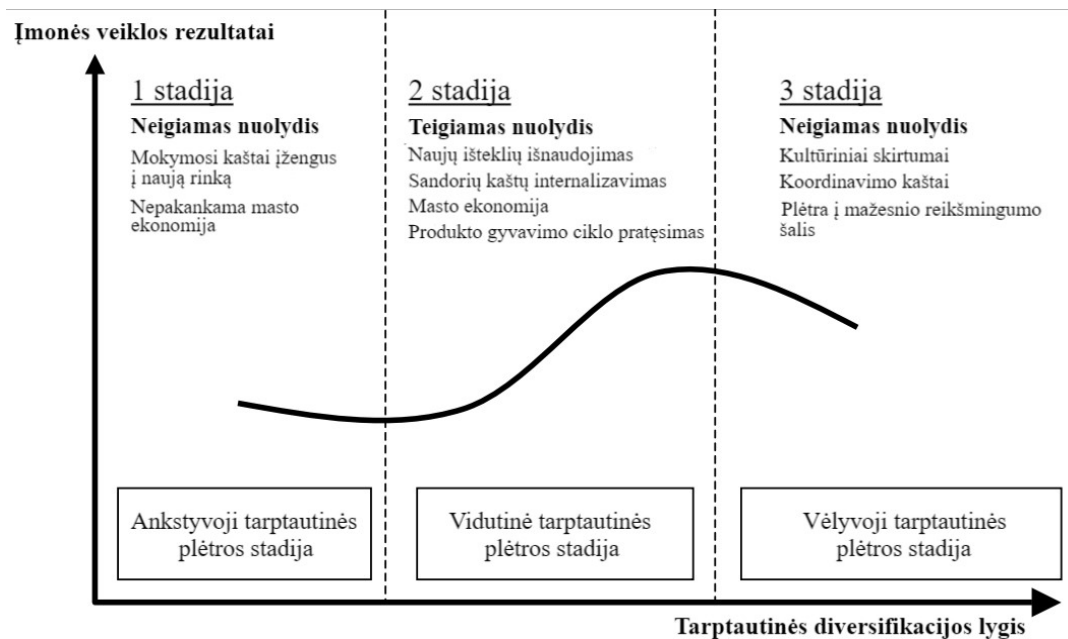 Įmonės veiklos rezultatai
1 stadija
Neigiamas nuolydis
Mokymosi kaštai įžengus
į naują rinką
Nepakankama masto
ekonomija
2 stadija
Teigiamas nuolydis
Naujų išteklių išnaudojimas
Sandorių kaštų internalizavimas
Masto ekonomija
Produkto gyvavimo ciklo pratęsimas
3 stadija
Neigiamas nuolydis
Kultūriniai skirtumai
Koordinavimo kaštai
Plėtra į mažesnio reikšmingumo
šalis
Ankstyvoji tarptautinės
plėtros stadija
Vidutinė tarptautinės
plėtros stadija
Vėlyvoji tarptautinės
plėtros stadija
Tarptautinės diversifikacijos lygis